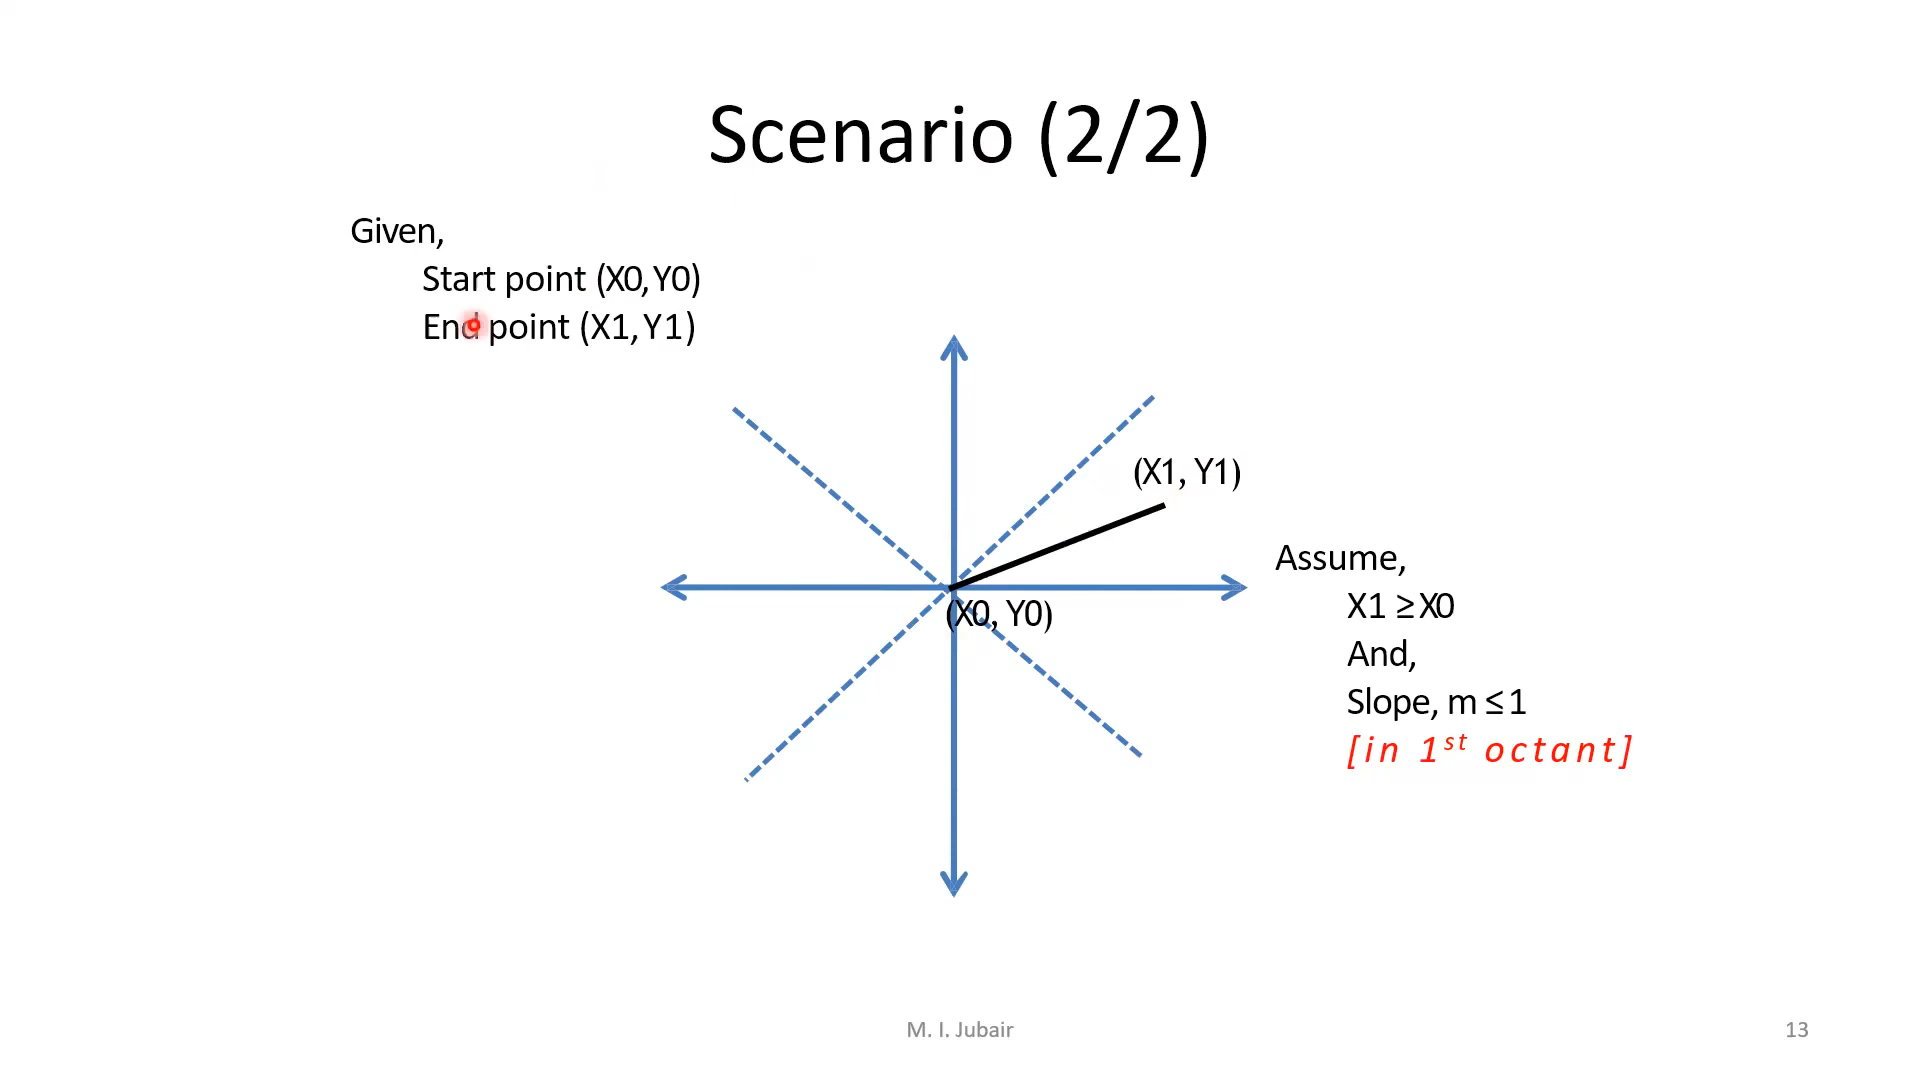 Scenario (2/2)
Given,
Start point (X0, Y0)
End point (X1, Y1)
(X1, Y1)
(X0, Y0)
Assume,
X1 ≥ X0
And,
Slope, m ≤ 1
[in 1st octant]
M. I. Jubair
13